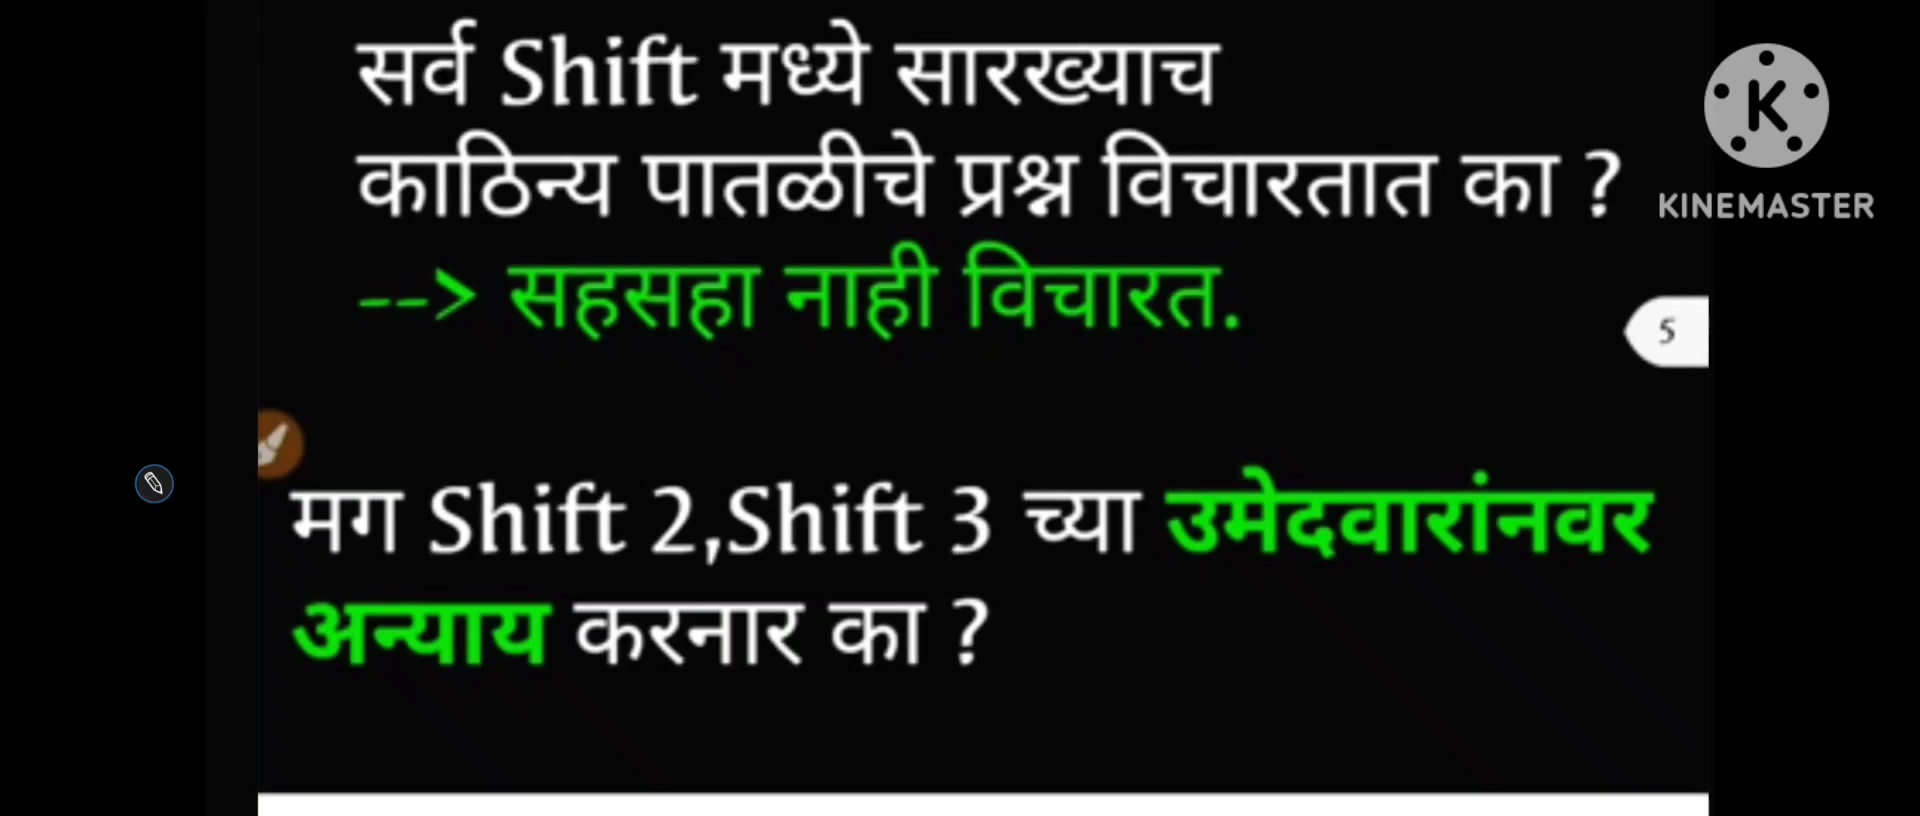 सर्व Shift मध्ये सारख्याच
काठिन्य पातळीचे प्रश्न विचारतात का ?
--> सहसहा नाही विचारत.
मग Shift 2,Shift 3 च्या उमेदवारांनवर
अन्याय करनार का ?
K
KINEMASTER
5